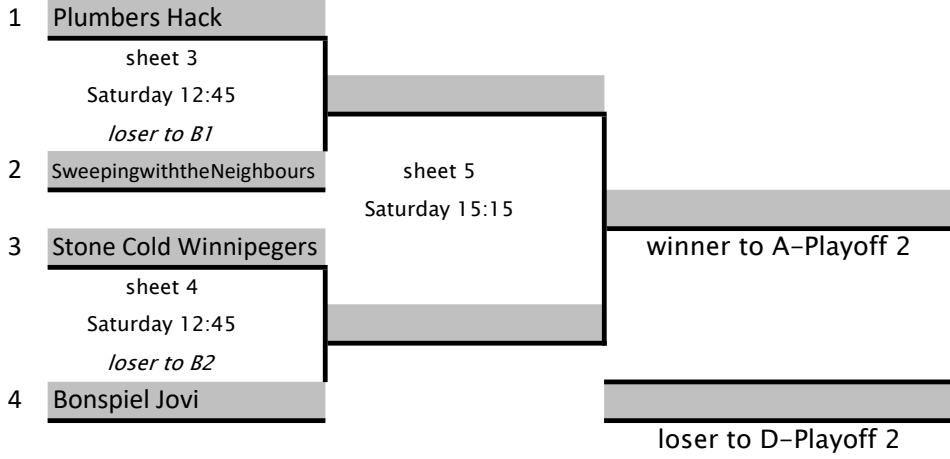 1 Plumbers Hack
sheet 3
Saturday 12:45
loser to B1
2 SweepingwiththeNeighbours
sheet 5
Saturday 15:15
3 Stone Cold Winnipegers
winner to A-Playoff 2
sheet 4
Saturday 12:45
loser to B2
4 Bonspiel Jovi
loser to D-Playoff 2